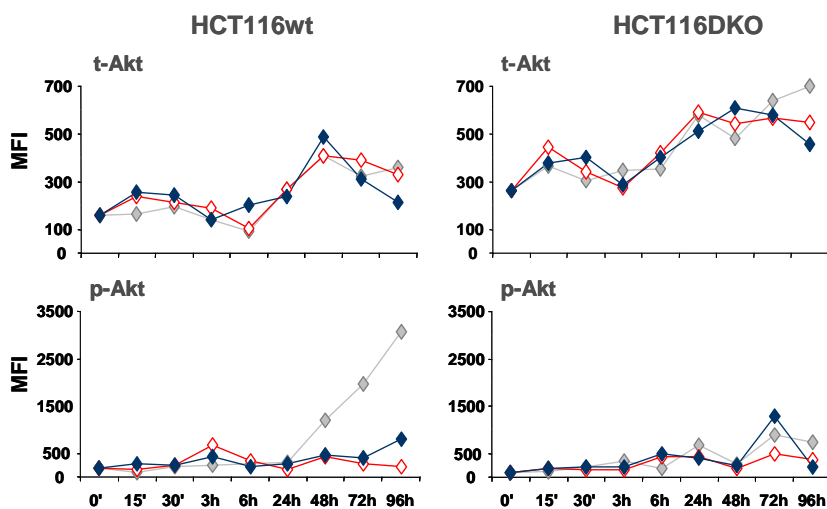 HCT116wt HCT116DKO
t-Akt t-Akt
700 700
500 500
MFI
300 300
100 100
0 0
p-Akt p-Akt
3500 3500
2500 2500
MFI
1500 1500
500 500
0 0
0' 15' 30' 3h 6h 24h 48h 72h 96h 0' 15' 30' 3h 6h 24h 48h 72h 96h